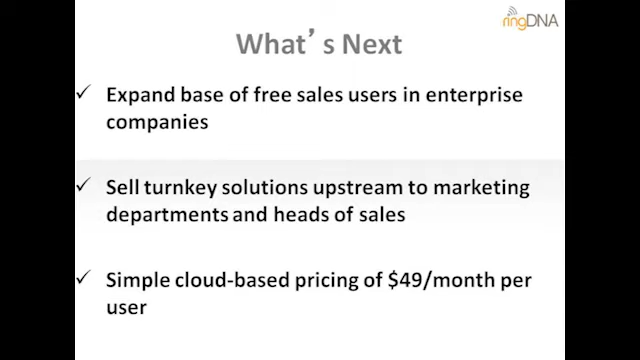 ringDNA
What's Next
✓ Expand base of free sales users in enterprise
companies
✓ Sell turnkey solutions upstream to marketing
departments and heads of sales
✓ Simple cloud-based pricing of $49/month per
user